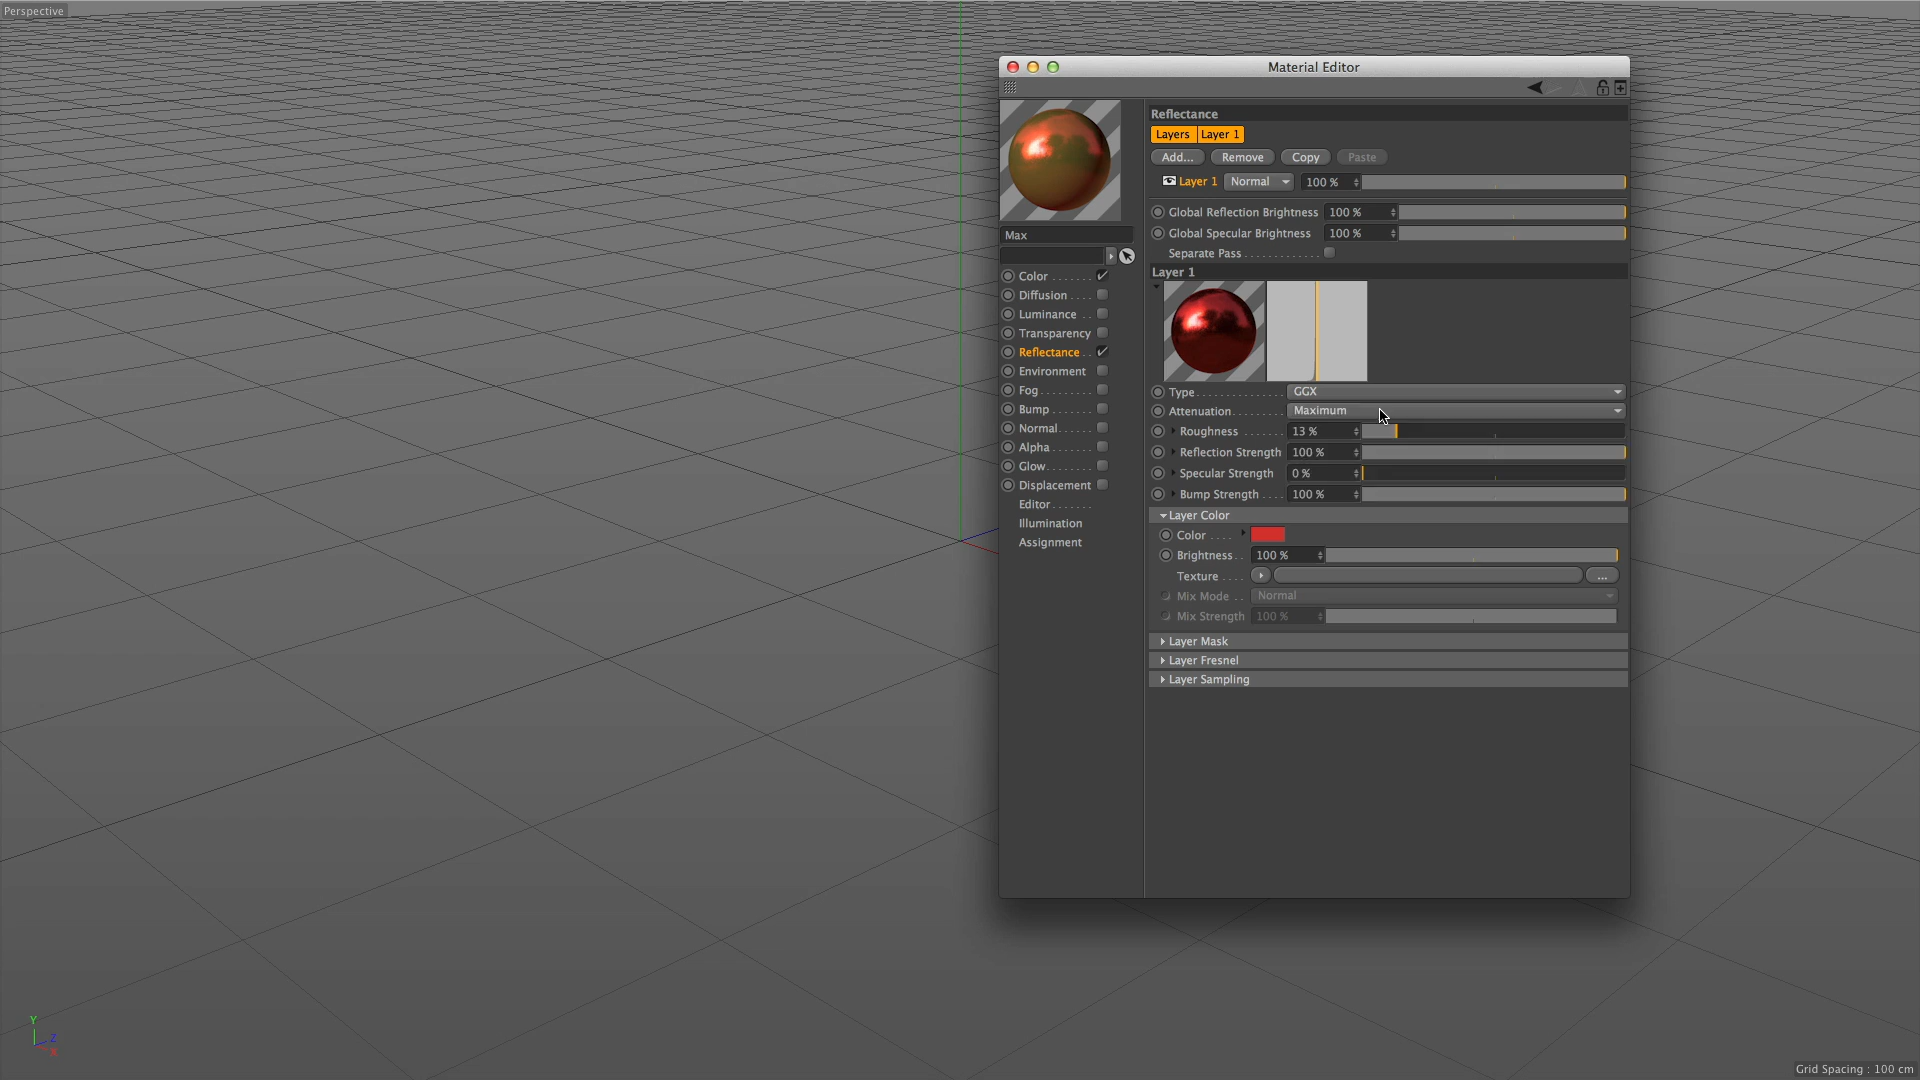 Perspective
Material Editor
Reflectance
Layers Layer 1
Add... Remove Copy Paste
Layer 1 Normal 100 %
Global Reflection Brightness 100 %
Global Specular Brightness 100 %
Separate Pass
Layer 1
Max
Color
Diffusion
Luminance
Transparency
Reflectance
Environment
Fog
Bump
Normal
Alpha
Glow
Displacement
Editor
Illumination
Assignment
Type GGX
Attenuation Maximum
Roughness 13 %
Reflection Strength 100 %
Specular Strength 0 %
Bump Strength 100 %
Layer Color
Color
Brightness 100 %
Texture ...
Mix Mode Normal
Mix Strength 100 %
Layer Mask
Layer Fresnel
Layer Sampling
Y
Z
X
Grid Spacing : 100 cm